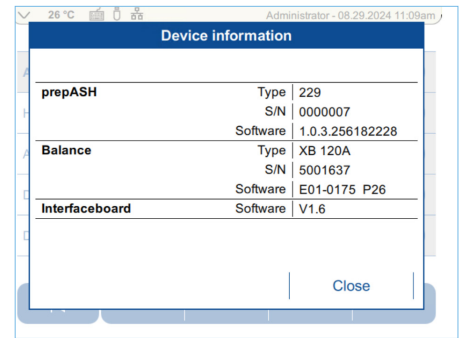 26 °C Administrator - 08.29.2024 11:09am
Device information
prepASH Type 229
S/N 0000007
Software 1.0.3.256182228
Balance Type XB 120A
S/N 5001637
Software E01-0175 P26
Interfaceboard Software V1.6
Close